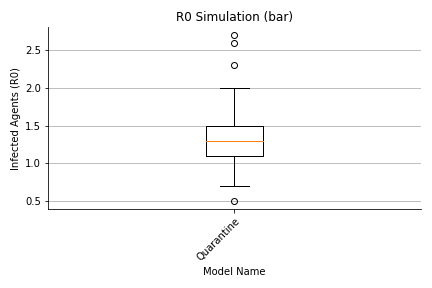 R0 Simulation (bar)
Infected Agents (R0)
2.5
2.0
1.5
1.0
0.5
Quarantine
Model Name